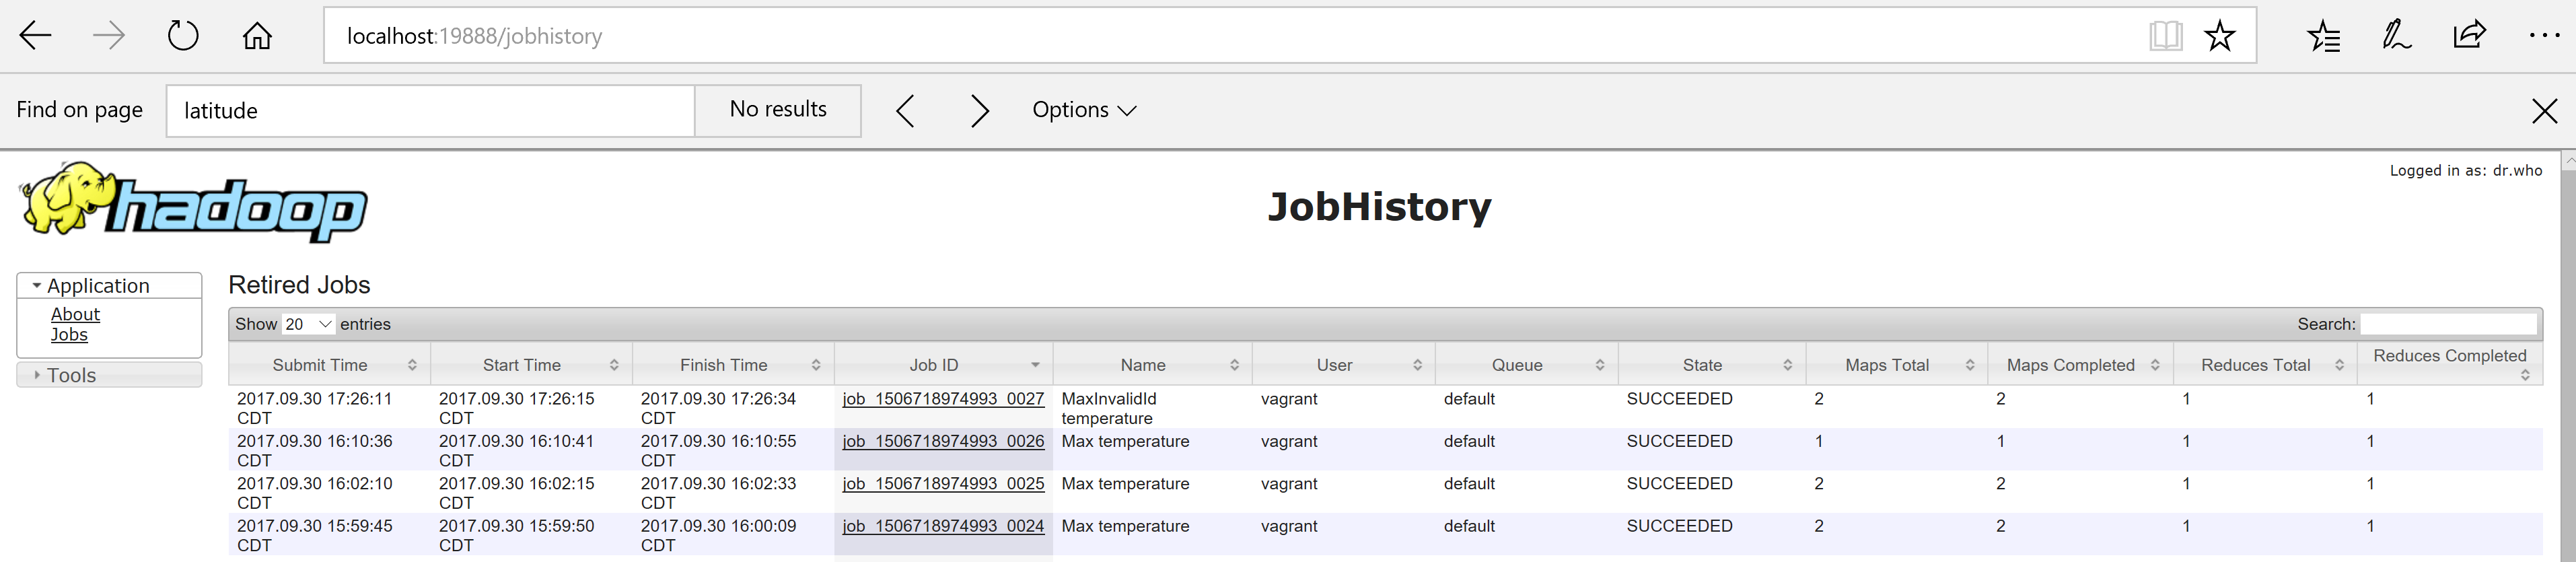 localhost:19888/jobhistory
Find on page latitude No results Options
hadoop
JobHistory
Logged in as: dr.who
Application
About
Jobs
Tools
Retired Jobs
Show 20 entries Search:
Submit Time Start Time Finish Time Job ID Name User Queue State Maps Total Maps Completed Reduces Total Reduces Completed
2017.09.30 17:26:11 2017.09.30 17:26:15 2017.09.30 17:26:34 job_1506718974993_0027 MaxInvalidId vagrant default SUCCEEDED 2 2 1 1
CDT CDT CDT temperature
2017.09.30 16:10:36 2017.09.30 16:10:41 2017.09.30 16:10:55 job_1506718974993_0026 Max temperature vagrant default SUCCEEDED 1 1 1 1
CDT CDT CDT
2017.09.30 16:02:10 2017.09.30 16:02:15 2017.09.30 16:02:33 job_1506718974993_0025 Max temperature vagrant default SUCCEEDED 2 2 1 1
CDT CDT CDT
2017.09.30 15:59:45 2017.09.30 15:59:50 2017.09.30 16:00:09 job_1506718974993_0024 Max temperature vagrant default SUCCEEDED 2 2 1 1
CDT CDT CDT